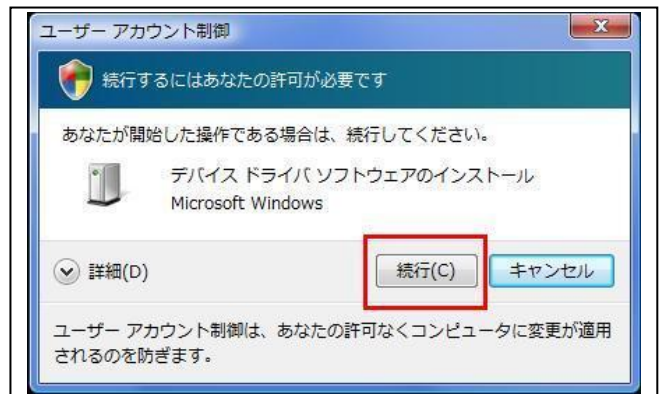 ユーザー アカウント制御
続行するにはあなたの許可が必要です
あなたが開始した操作である場合は、続行してください。
デバイス ドライバ ソフトウェアのインストール
Microsoft Windows
詳細(D)
続行(C)
キャンセル
ユーザー アカウント制御は、あなたの許可なくコンピュータに変更が適用
されるのを防ぎます。